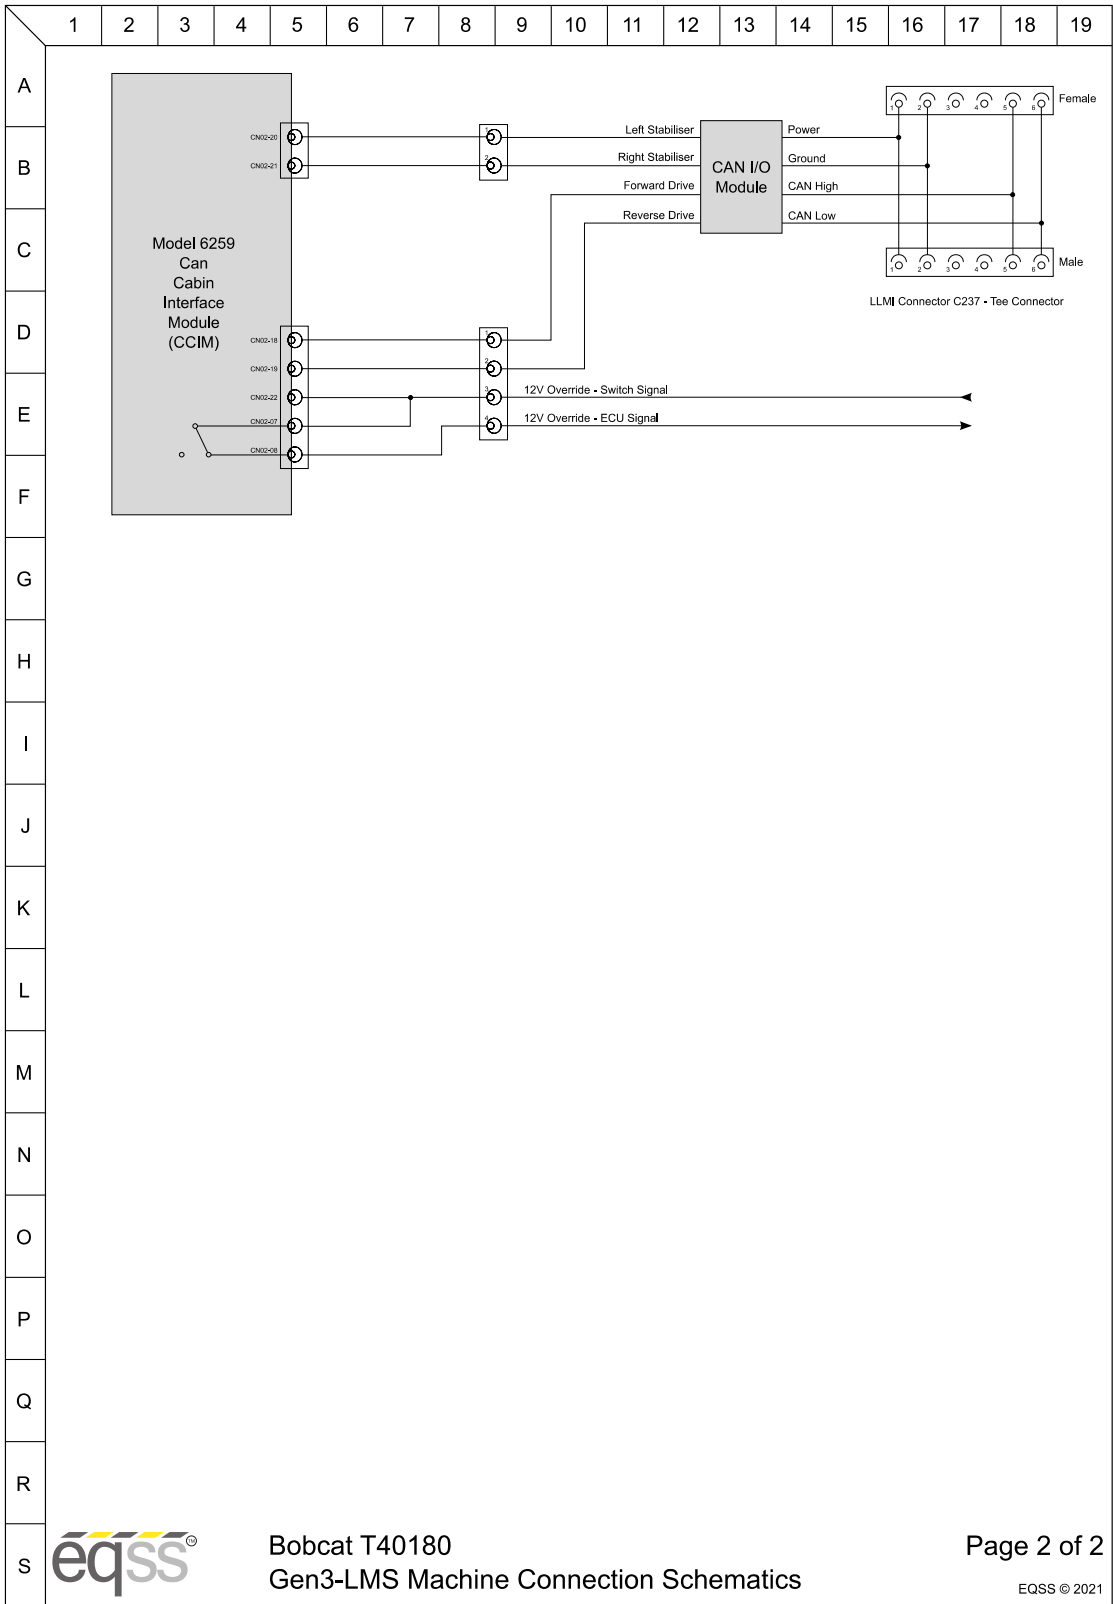 1 2 3 4 5 6 7 8 9 10 11 12 13 14 15 16 17 18 19
A
1 2 3 4 5 6 Female
CN02-20 1 Left Stabiliser Power
B
CN02-21 2 Right Stabiliser Ground
CAN I/O
Module
Forward Drive CAN High
Reverse Drive CAN Low
C
Model 6259
Can
Cabin
Interface
Module
(CCIM)
1 2 3 4 5 6 Male
LLMI Connector C237 - Tee Connector
D
CN02-18 1
CN02-19 2
E
CN02-22 3 12V Override - Switch Signal
CN02-07 4 12V Override - ECU Signal
CN02-08
F
G
H
I
J
K
L
M
N
O
P
Q
R
S
eqss TM
Bobcat T40180
Gen3-LMS Machine Connection Schematics
Page 2 of 2
EQSS © 2021